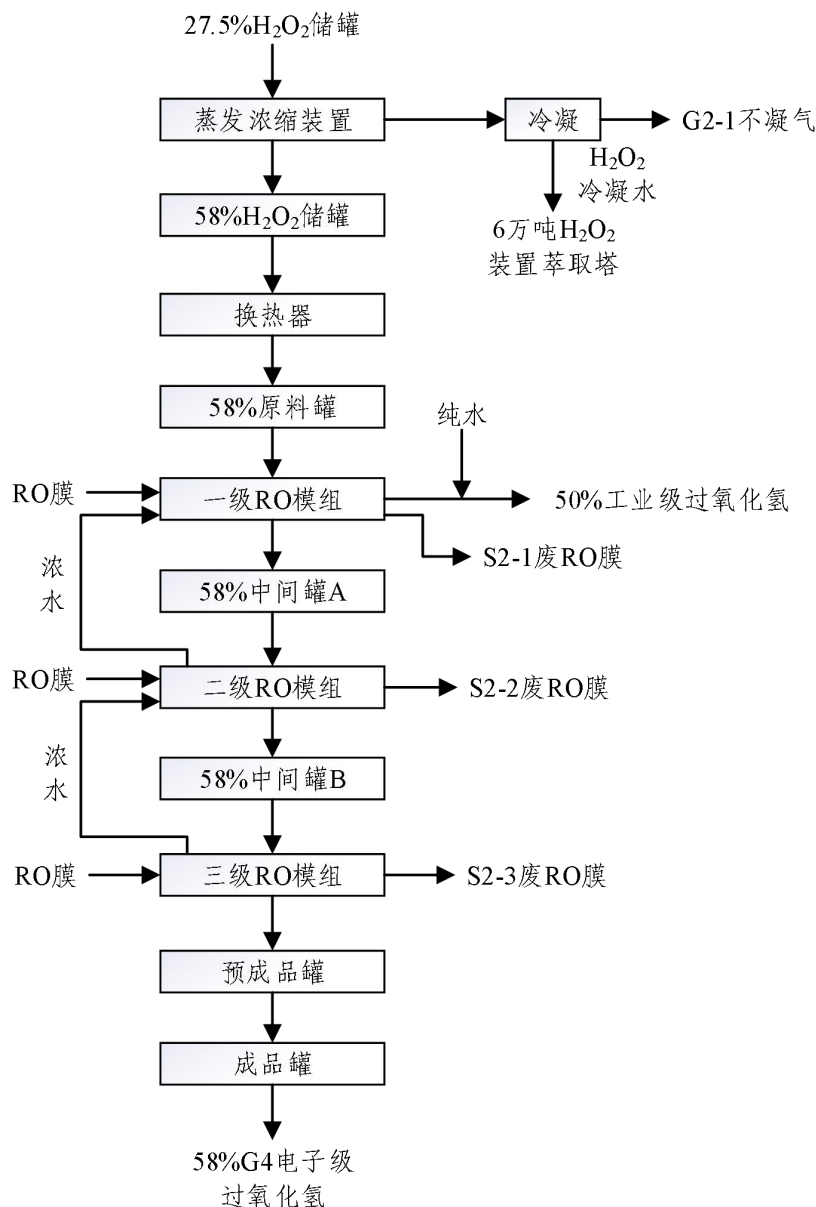 27.5%H₂O₂储罐
蒸发浓缩装置
冷凝
G2-1不凝气
H₂O₂
冷凝水
58%H₂O₂储罐
6万吨H₂O₂
装置萃取塔
换热器
58%原料罐
纯水
RO膜
一级RO模组
50%工业级过氧化氢
S2-1废RO膜
浓
水
58%中间罐A
RO膜
二级RO模组
S2-2废RO膜
浓
水
58%中间罐B
RO膜
三级RO模组
S2-3废RO膜
预成品罐
成品罐
58%G4电子级
过氧化氢